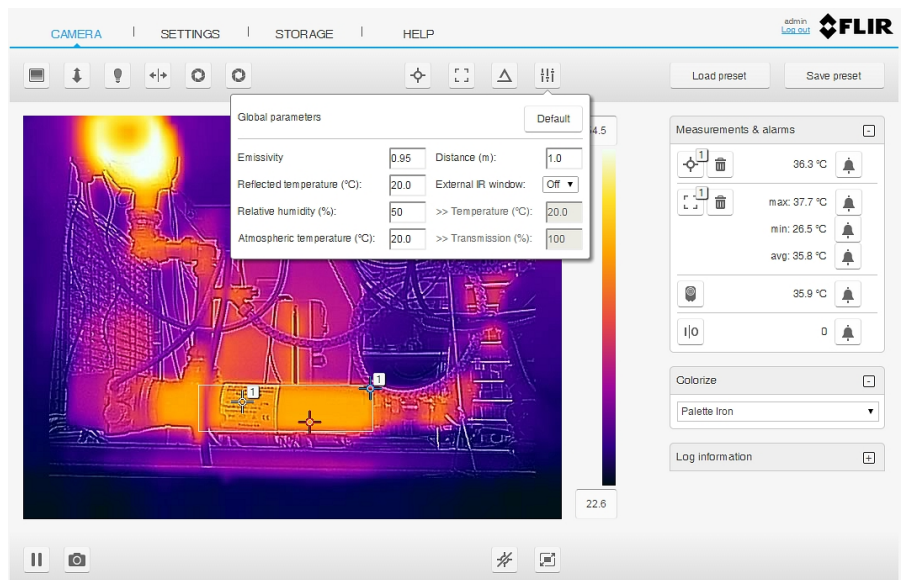 admin
Log out
FLIR
CAMERA
SETTINGS
STORAGE
HELP
Load preset
Save preset
Global parameters
Default
Emissivity
0.95
Distance (m):
1.0
Reflected temperature (°C):
20.0
External IR window:
Off
Relative humidity (%):
50
>> Temperature (°C):
20.0
Atmospheric temperature (°C):
20.0
>> Transmission (%):
100
22.6
1
1
Measurements & alarms
1
36.3 °C
1
max: 37.7 °C
min: 26.5 °C
avg: 35.8 °C
35.9 °C
I|O
0
Colorize
Palette Iron
Log information